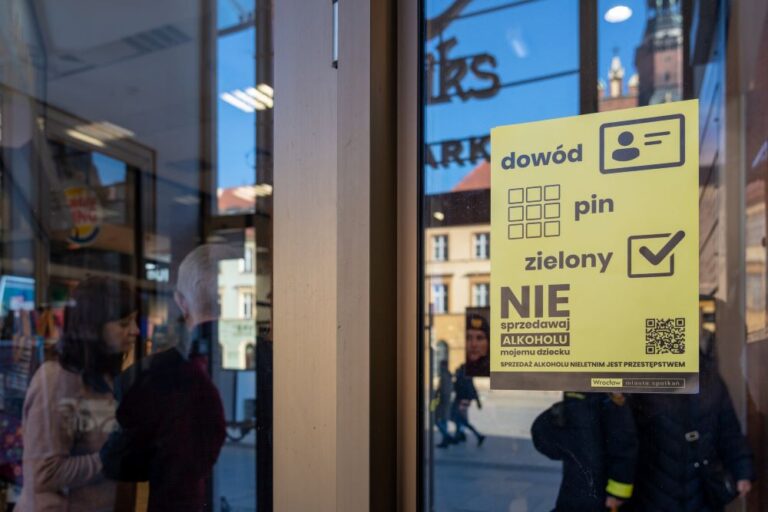 dowód
pin
zielony
NIE
sprzedawaj
ALKOHOLU
mojemu dziecku
SPRZEDAŻ ALKOHOLU NIELETNIM JEST PRZESTĘPSTWEM
Wrocław miasto spotkań